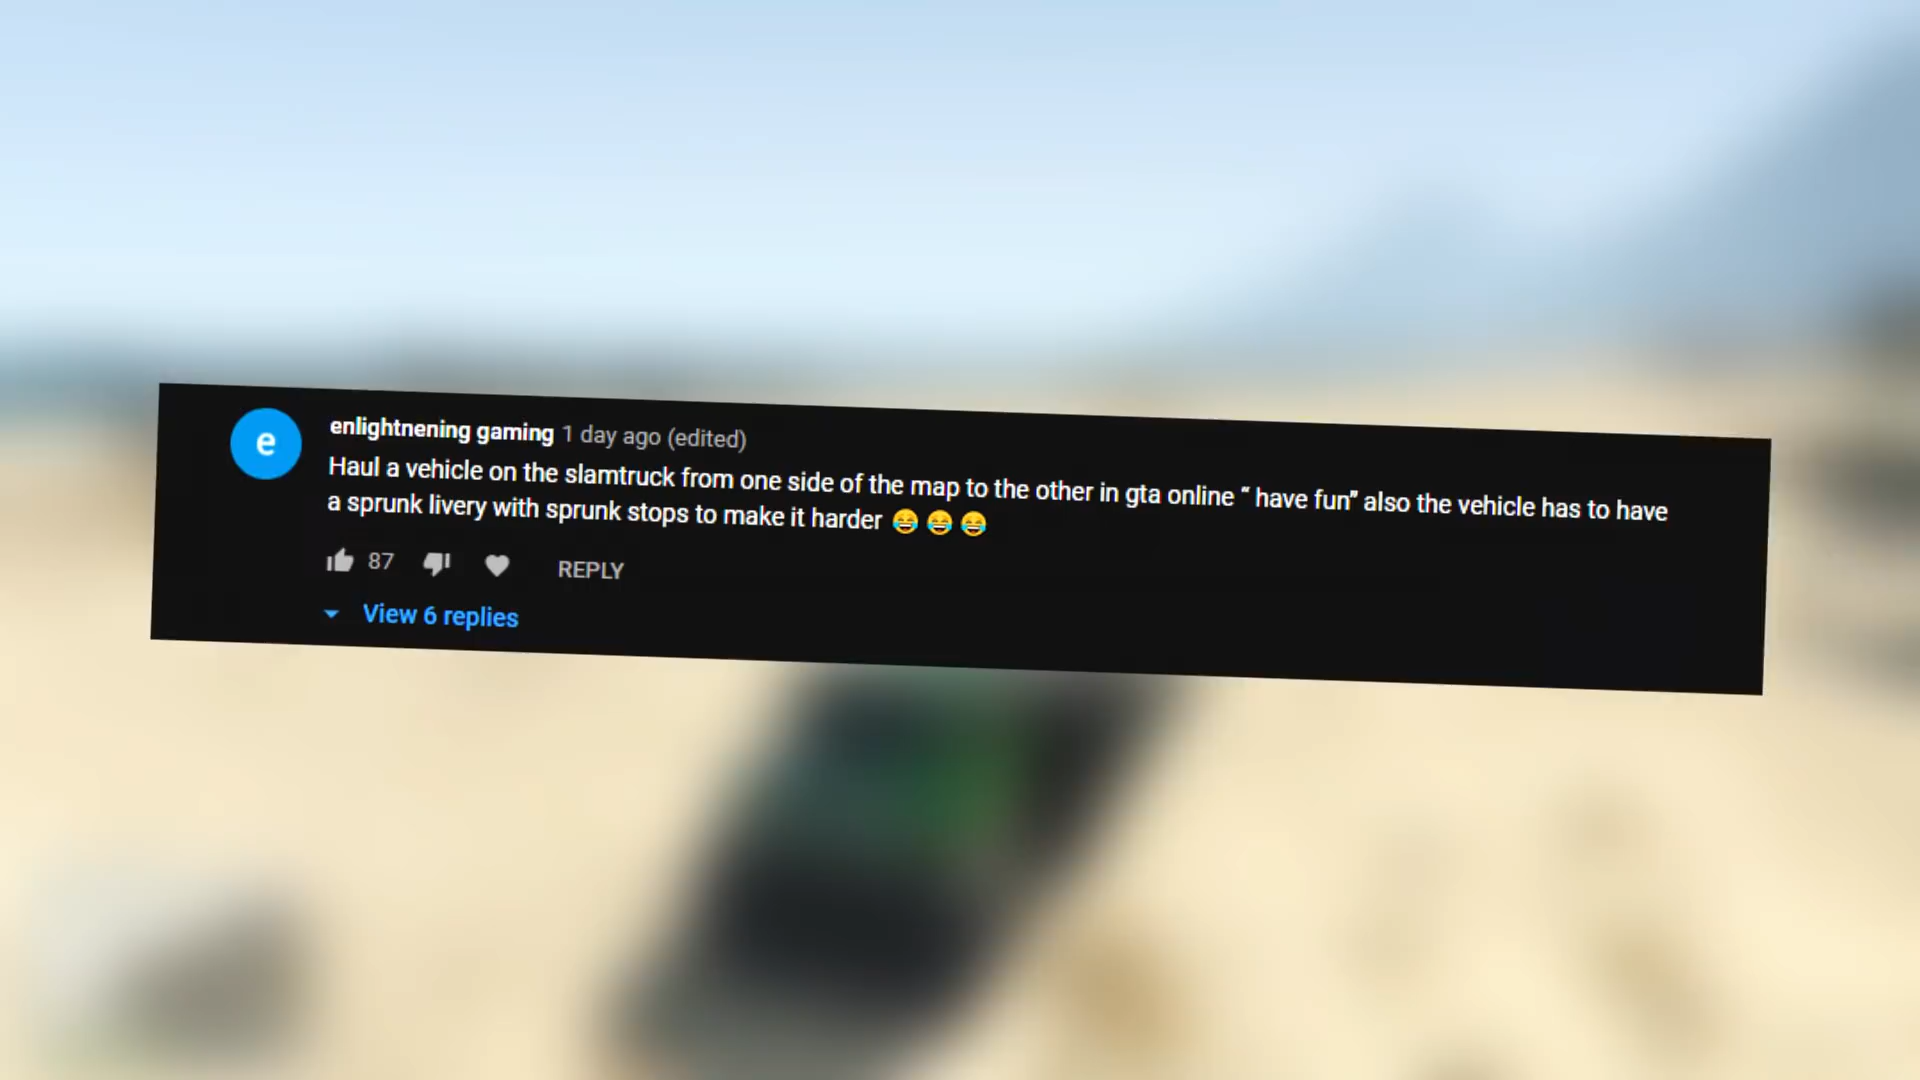 e
enlightnening gaming 1 day ago (edited)
Haul a vehicle on the slamtruck from one side of the map to the other in gta online “ have fun” also the vehicle has to have
a sprunk livery with sprunk stops to make it harder 😂 😂 😂
87 REPLY
View 6 replies